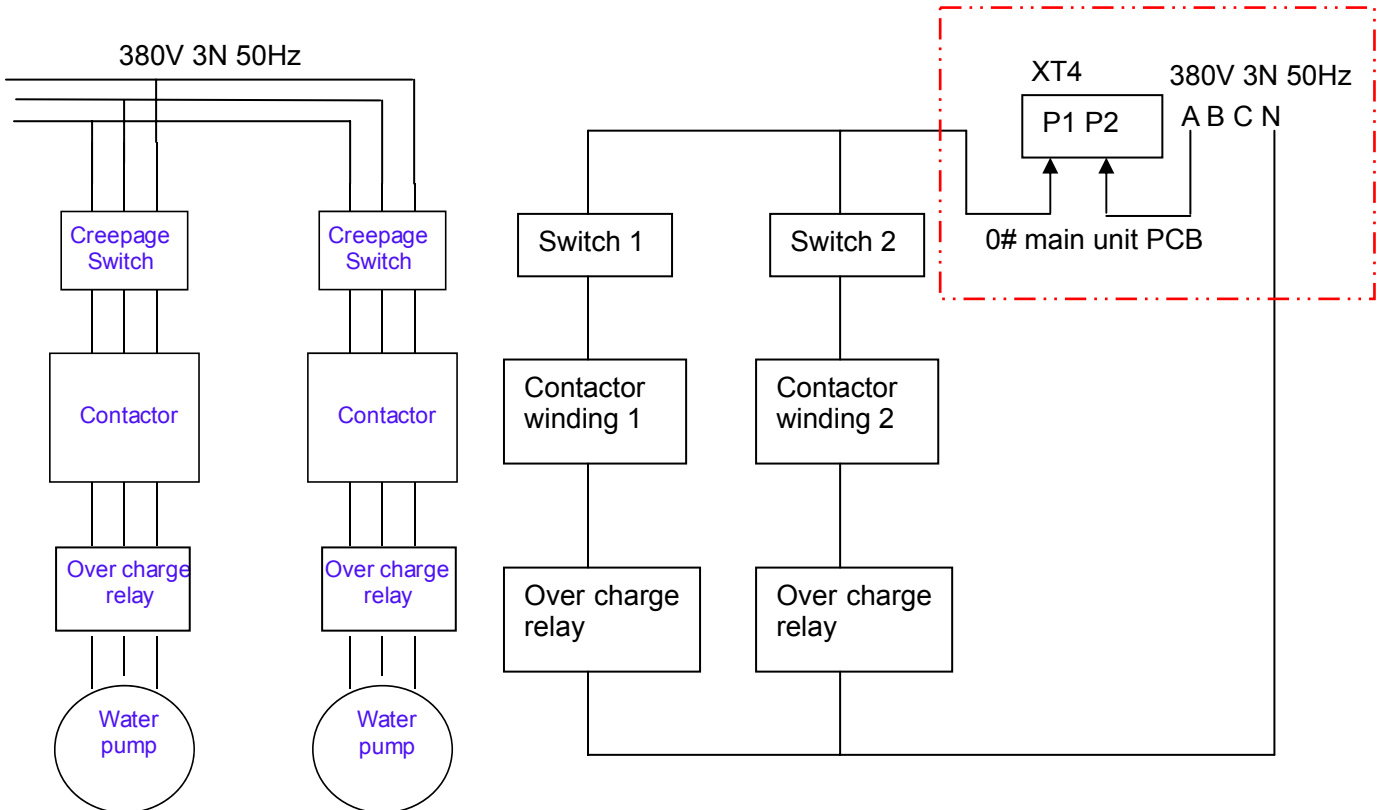 380V 3N 50Hz
XT4
380V 3N 50Hz
P1 P2
A B C N
0# main unit PCB
Creepage
Switch
Creepage
Switch
Switch 1
Switch 2
Contactor
Contactor
Contactor
winding 1
Contactor
winding 2
Over charge
relay
Over charge
relay
Over charge
relay
Over charge
relay
Water
pump
Water
pump